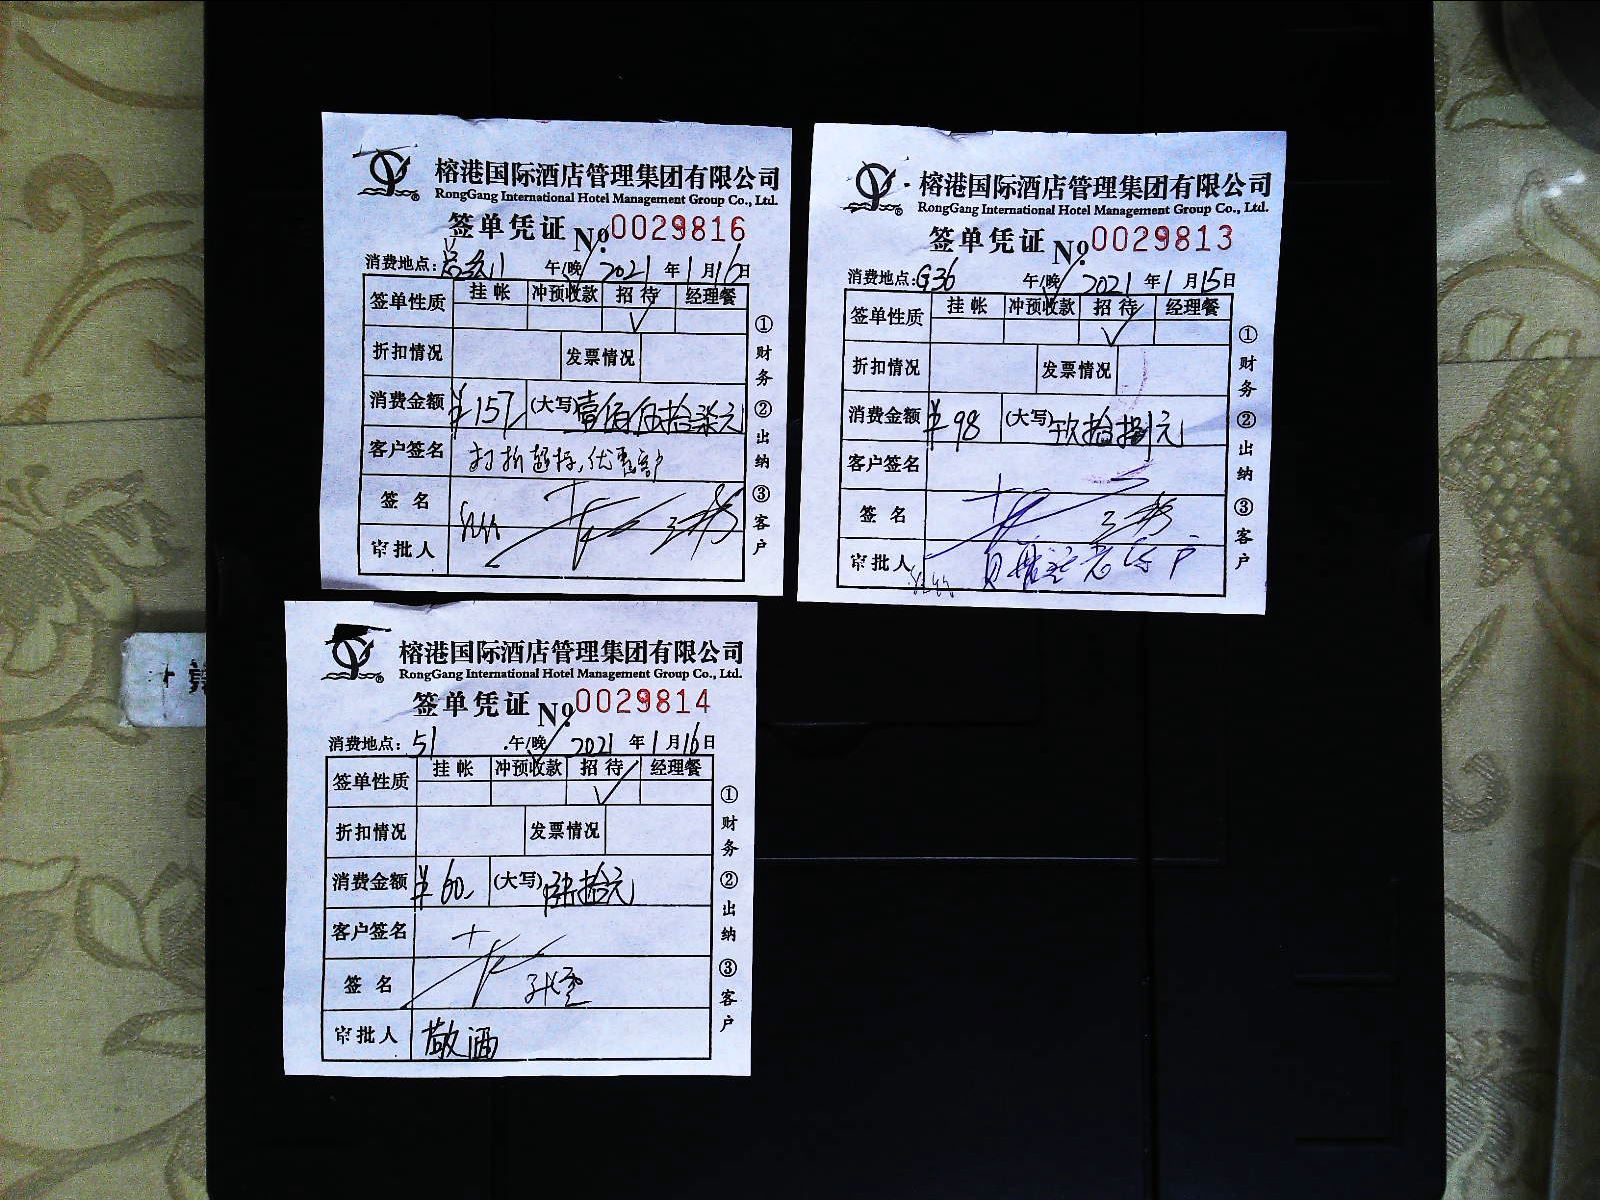 榕港国际酒店管理集团有限公司
RongGang International Hotel Management Group Co., Ltd.
签单凭证 No. 0029816
消费地点: 午/晚 2021 年 1 月 16 日
签单性质 挂帐 冲预收款 招待 经理餐
√
折扣情况 发票情况
消费金额 ¥157 (大写) 壹佰伍拾柒元
客户签名 打折超标,优惠客户
签名
审批人
①财务 ②出纳 ③客户
榕港国际酒店管理集团有限公司
RongGang International Hotel Management Group Co., Ltd.
签单凭证 No. 0029813
消费地点: G36 午/晚 2021 年 1 月 15 日
签单性质 挂帐 冲预收款 招待 经理餐
√
折扣情况 发票情况
消费金额 ¥98 (大写) 玖拾捌元
客户签名
签名
审批人
①财务 ②出纳 ③客户
榕港国际酒店管理集团有限公司
RongGang International Hotel Management Group Co., Ltd.
签单凭证 No. 0029814
消费地点: 51 午/晚 2021 年 1 月 16 日
签单性质 挂帐 冲预收款 招待 经理餐
√
折扣情况 发票情况
消费金额 ¥60 (大写) 陆拾元
客户签名
签名
审批人 敬酒
①财务 ②出纳 ③客户